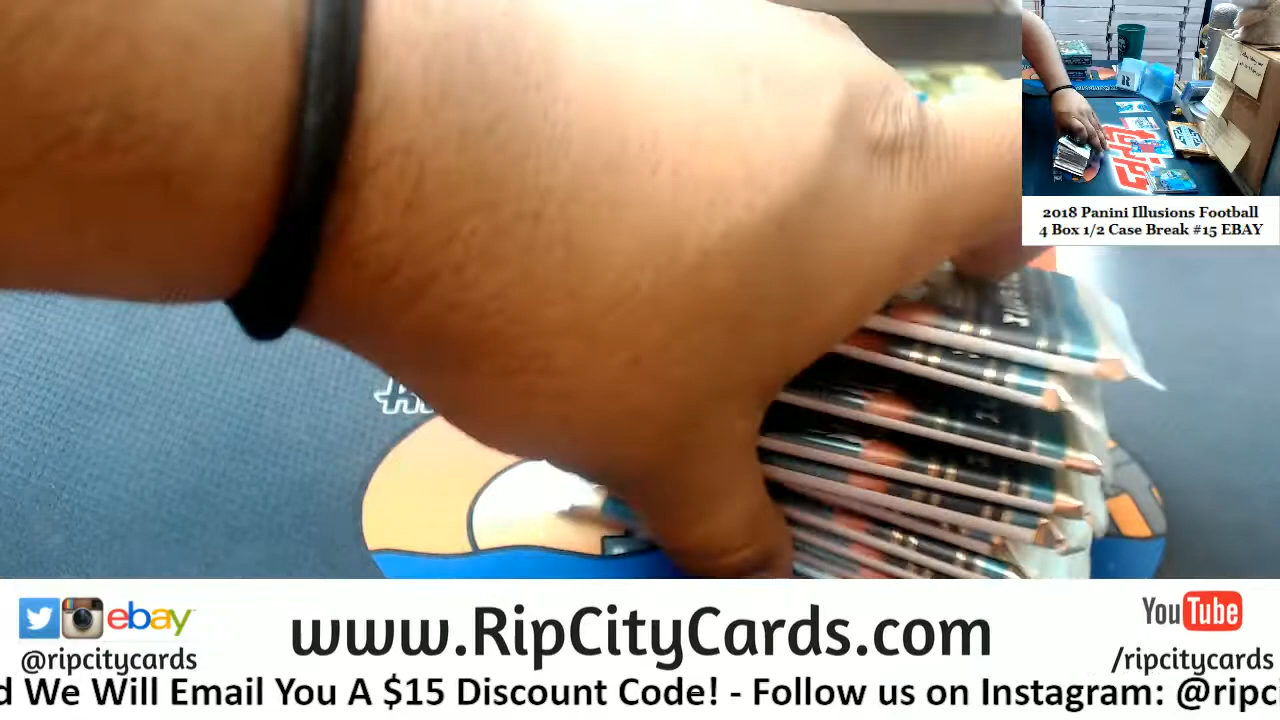 2018 Panini Illusions Football
4 Box 1/2 Case Break #15 EBAY
ebay
@ripcitycards
www.RipCityCards.com
YouTube
/ripcitycards
d We Will Email You A $15 Discount Code! - Follow us on Instagram: @ripci